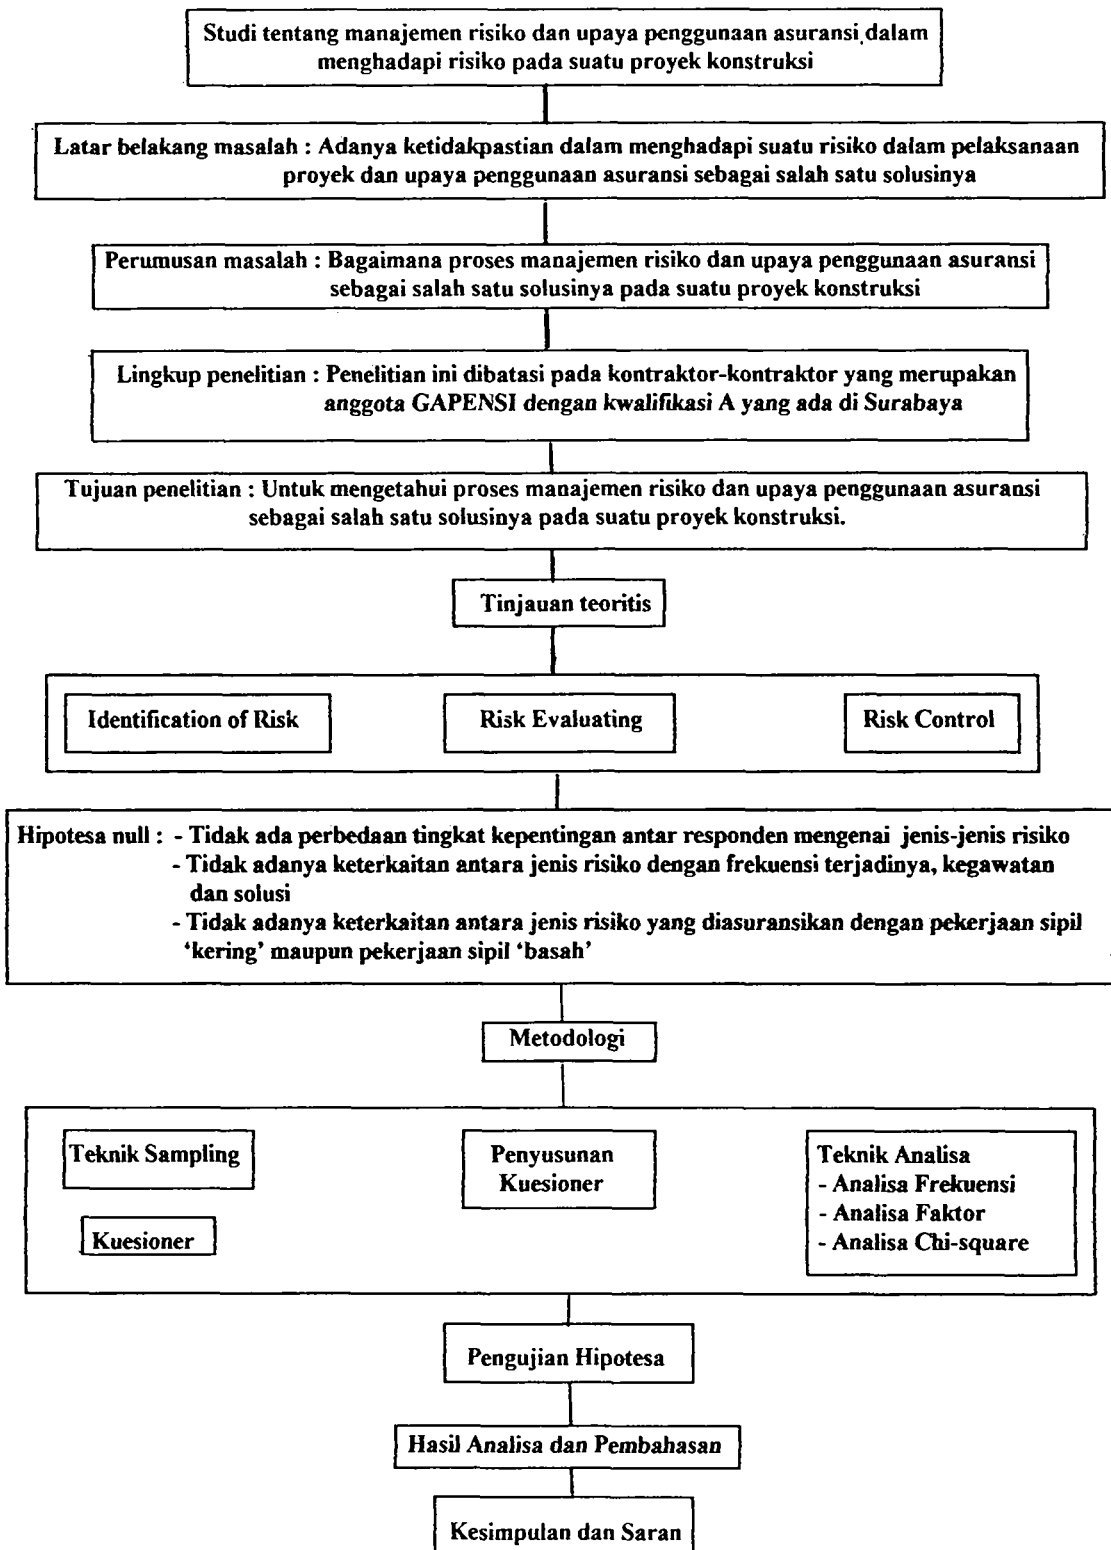 Studi tentang manajemen risiko dan upaya penggunaan asuransi dalam
menghadapi risiko pada suatu proyek konstruksi
Latar belakang masalah : Adanya ketidakpastian dalam menghadapi suatu risiko dalam pelaksanaan
proyek dan upaya penggunaan asuransi sebagai salah satu solusinya
Perumusan masalah : Bagaimana proses manajemen risiko dan upaya penggunaan asuransi
sebagai salah satu solusinya pada suatu proyek konstruksi
Lingkup penelitian : Penelitian ini dibatasi pada kontraktor-kontraktor yang merupakan
anggota GAPENSI dengan kwalifikasi A yang ada di Surabaya
Tujuan penelitian : Untuk mengetahui proses manajemen risiko dan upaya penggunaan asuransi
sebagai salah satu solusinya pada suatu proyek konstruksi.
Tinjauan teoritis
Identification of Risk
Risk Evaluating
Risk Control
Hipotesa null : - Tidak ada perbedaan tingkat kepentingan antar responden mengenai jenis-jenis risiko
- Tidak adanya keterkaitan antara jenis risiko dengan frekuensi terjadinya, kegawatan
dan solusi
- Tidak adanya keterkaitan antara jenis risiko yang diasuransikan dengan pekerjaan sipil
‘kering’ maupun pekerjaan sipil ‘basah’
Metodologi
Teknik Sampling
Kuesioner
Penyusunan
Kuesioner
Teknik Analisa
- Analisa Frekuensi
- Analisa Faktor
- Analisa Chi-square
Pengujian Hipotesa
Hasil Analisa dan Pembahasan
Kesimpulan dan Saran